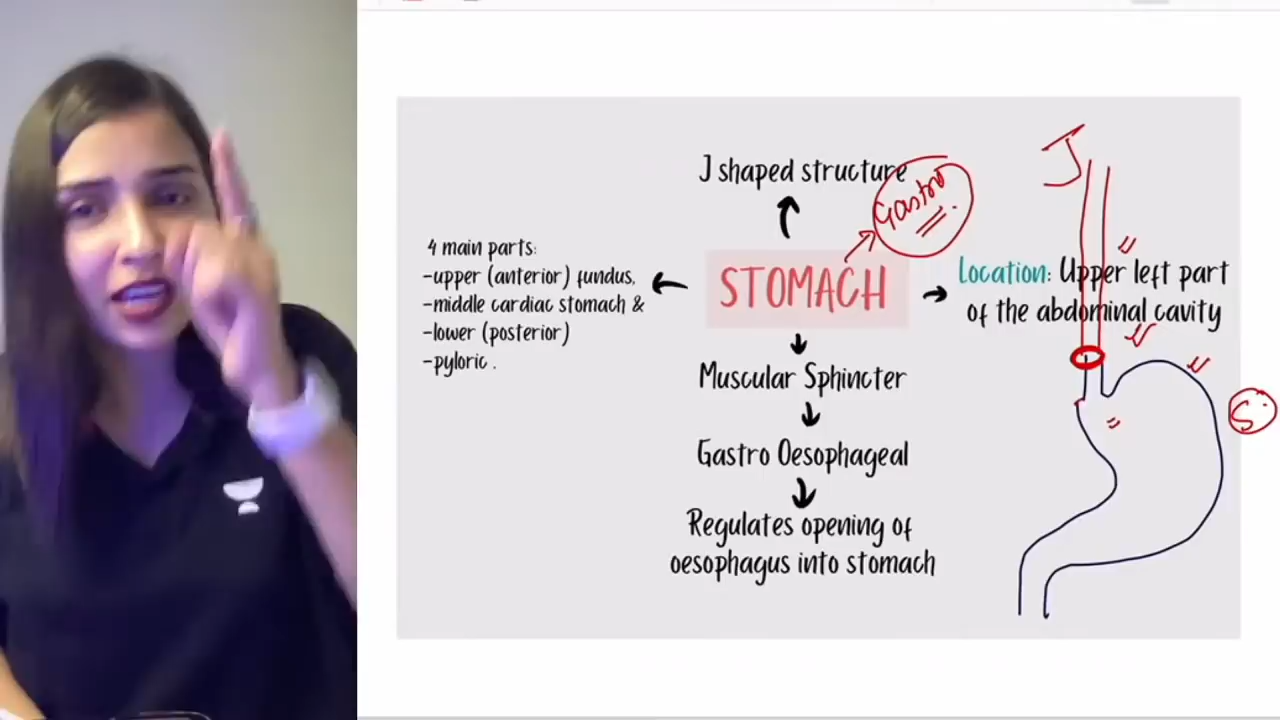 J shaped structure
Gastro
J
4 main parts:
-upper (anterior) fundus,
-middle cardiac stomach &
-lower (posterior)
-pyloric .
STOMACH
Location: Upper left part
of the abdominal cavity
Muscular Sphincter
Gastro Oesophageal
Regulates opening of
oesophagus into stomach
S